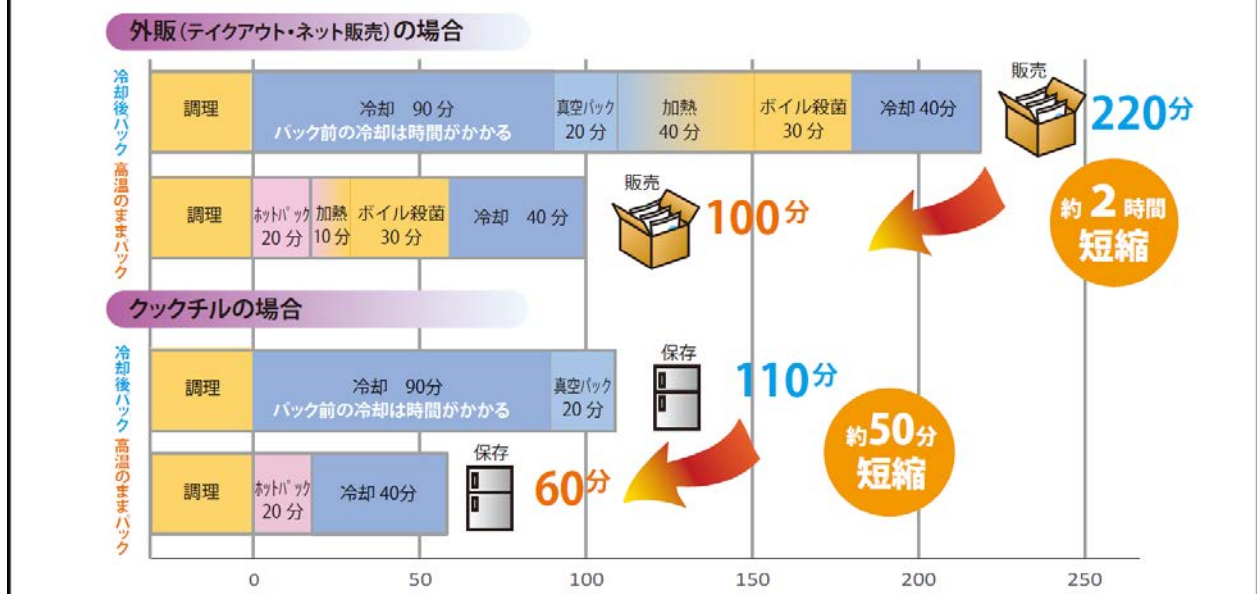 外販(テイクアウト・ネット販売)の場合
冷却後パック
調理
冷却 90分
パック前の冷却は時間がかかる
真空パック
20分
加熱
40分
ボイル殺菌
30分
冷却40分
販売
220分
高温のままパック
調理
ホットパック
20分
加熱
10分
ボイル殺菌
30分
冷却 40分
販売
100分
約2時間
短縮
クックチルの場合
冷却後パック
調理
冷却 90分
パック前の冷却は時間がかかる
真空パック
20分
保存
110分
高温のままパック
調理
ホットパック
20分
冷却40分
保存
60分
約50分
短縮
0 50 100 150 200 250